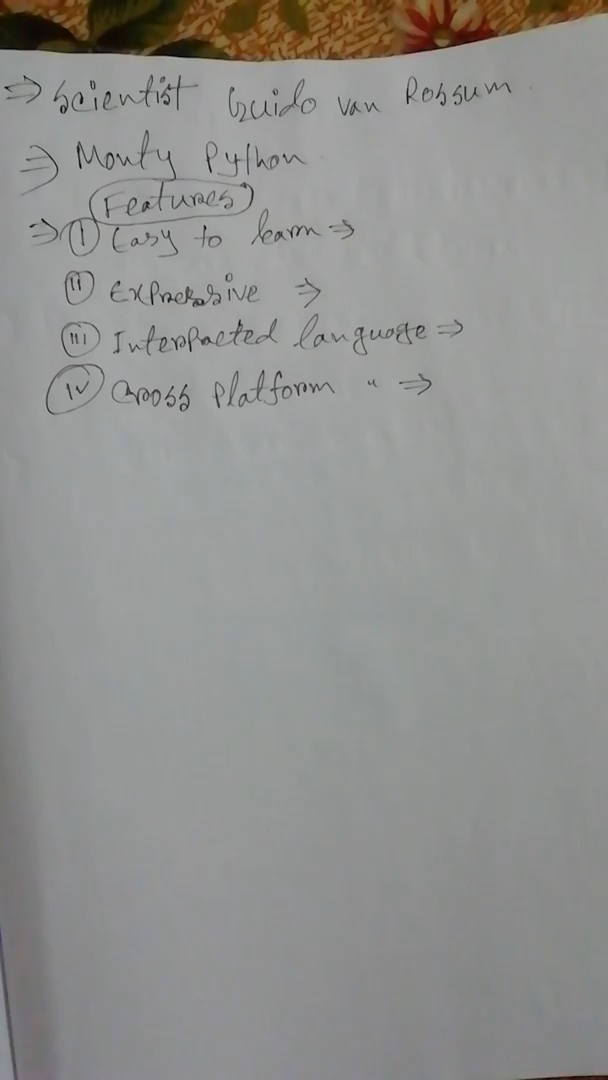 ⇒ Scientist Guido van Rossum.
⇒ Monty Python
Features
⇒ (i) Easy to learn ⇒
(ii) Expressive ⇒
(iii) Interpreted language ⇒
(iv) Cross Platform " ⇒